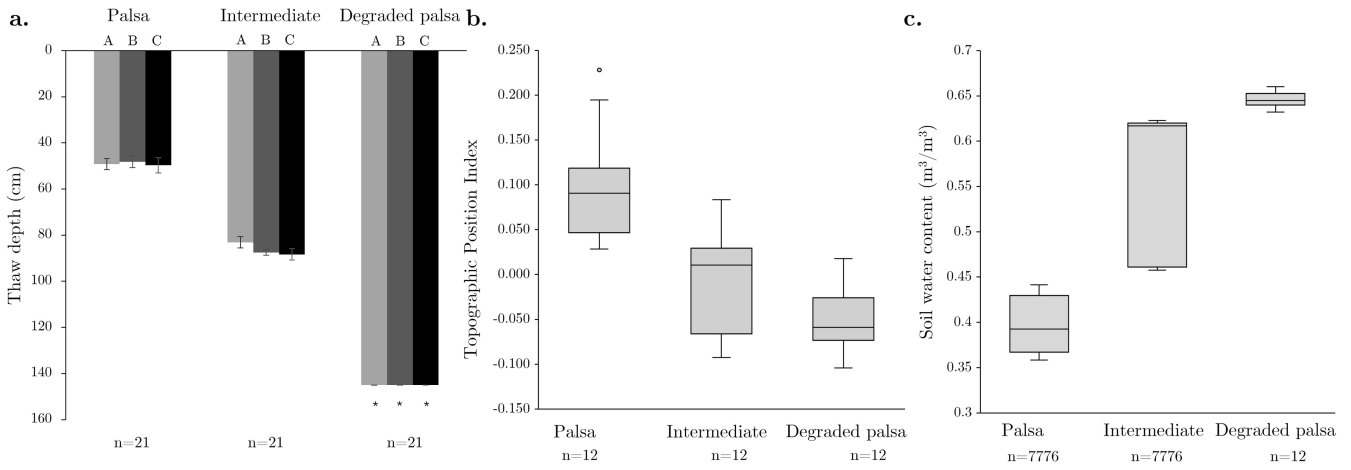 a.
Palsa Intermediate Degraded palsa
A B C A B C A B C
0
20
40
60
80
100
120
140
160
Thaw depth (cm)
* * *
n=21 n=21 n=21
b.
0.250
0.200
0.150
0.100
0.050
0.000
-0.050
-0.100
-0.150
Topographic Position Index
Palsa Intermediate Degraded palsa
n=12 n=12 n=12
c.
0.7
0.65
0.6
0.55
0.5
0.45
0.4
0.35
0.3
Soil water content (m³/m³)
Palsa Intermediate Degraded palsa
n=7776 n=7776 n=12